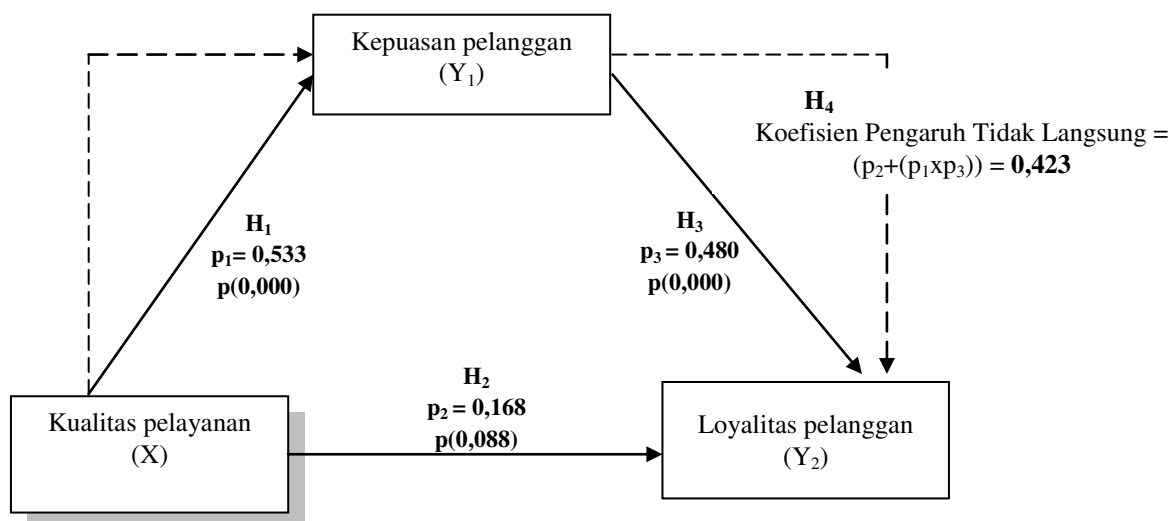 Kepuasan pelanggan
(Y₁)
H₄
Koefisien Pengaruh Tidak Langsung =
(p₂+(p₁xp₃)) = 0,423
H₁
p₁= 0,533
p(0,000)
H₃
p₃ = 0,480
p(0,000)
H₂
p₂ = 0,168
p(0,088)
Kualitas pelayanan
(X)
Loyalitas pelanggan
(Y₂)